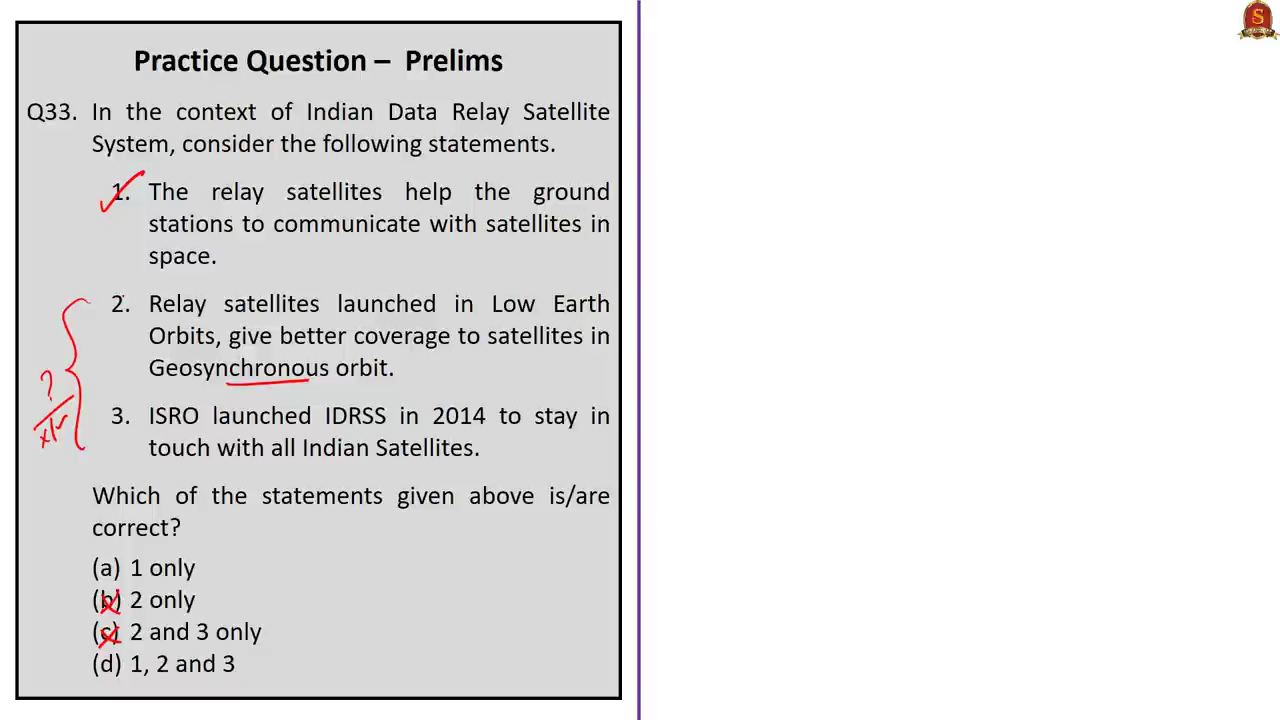 Practice Question – Prelims
Q33. In the context of Indian Data Relay Satellite
System, consider the following statements.
1. The relay satellites help the ground
stations to communicate with satellites in
space.
2. Relay satellites launched in Low Earth
Orbits, give better coverage to satellites in
Geosynchronous orbit.
?
3. ISRO launched IDRSS in 2014 to stay in
touch with all Indian Satellites.
Which of the statements given above is/are
correct?
(a) 1 only
(b) 2 only
(c) 2 and 3 only
(d) 1, 2 and 3
S